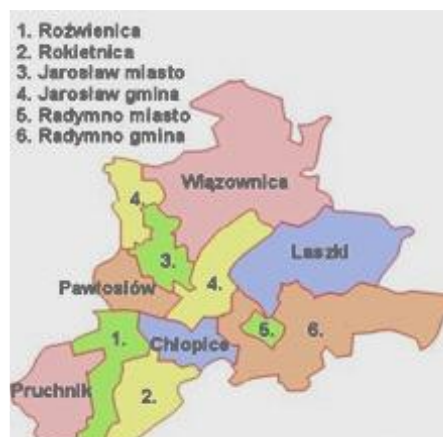 1. Roźwienica
2. Rokietnica
3. Jarosław miasto
4. Jarosław gmina
5. Radymno miasto
6. Radymno gmina
Wiązownica
4.
Laszki
3.
4.
Pawłosiów
5.
6.
1.
Chłopice
Pruchnik
2.